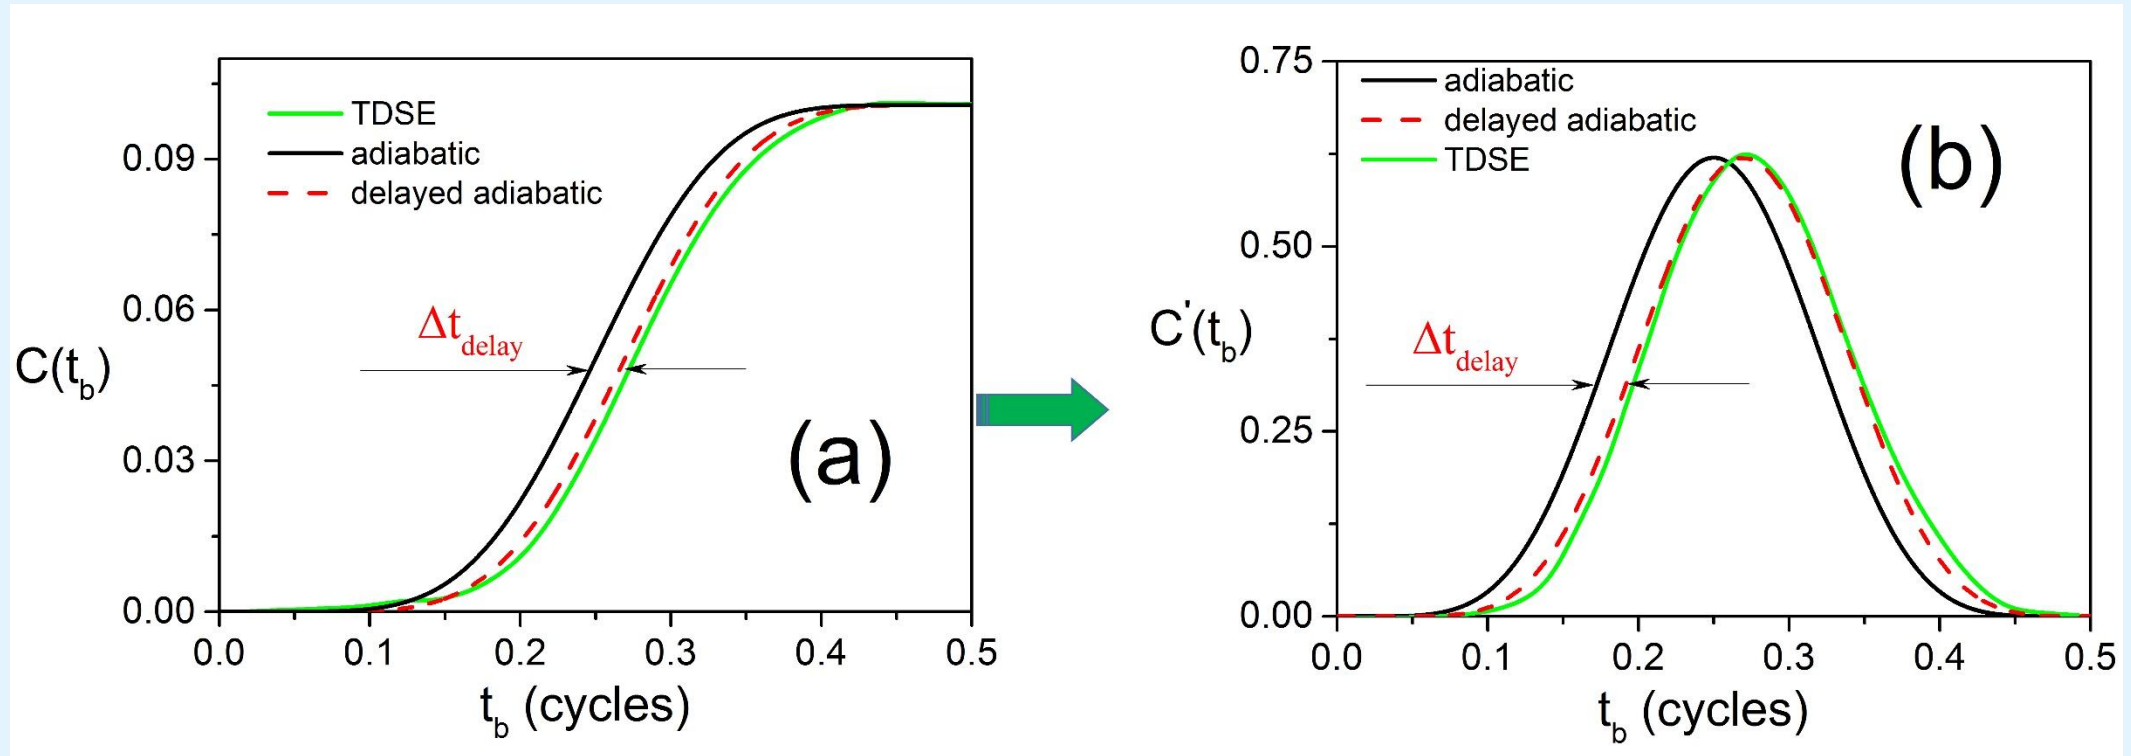 TDSE
adiabatic
delayed adiabatic
0.09
0.06
0.03
0.00
C(t_b)
Δt_delay
(a)
0.0 0.1 0.2 0.3 0.4 0.5
t_b (cycles)
0.75
0.50
0.25
0.00
adiabatic
delayed adiabatic
TDSE
(b)
C'(t_b)
Δt_delay
0.0 0.1 0.2 0.3 0.4 0.5
t_b (cycles)